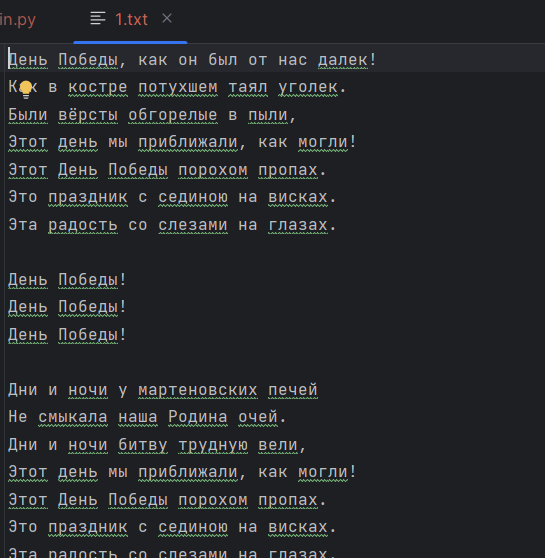 in.py
1.txt
День Победы, как он был от нас далек!
Как в костре потухшем таял уголек.
Были вёрсты обгорелые в пыли,
Этот день мы приближали, как могли!
Этот День Победы порохом пропах.
Это праздник с сединою на висках.
Эта радость со слезами на глазах.
День Победы!
День Победы!
День Победы!
Дни и ночи у мартеновских печей
Не смыкала наша Родина очей.
Дни и ночи битву трудную вели,
Этот день мы приближали, как могли!
Этот День Победы порохом пропах.
Это праздник с сединою на висках.
Эта радость со слезами на глазах.